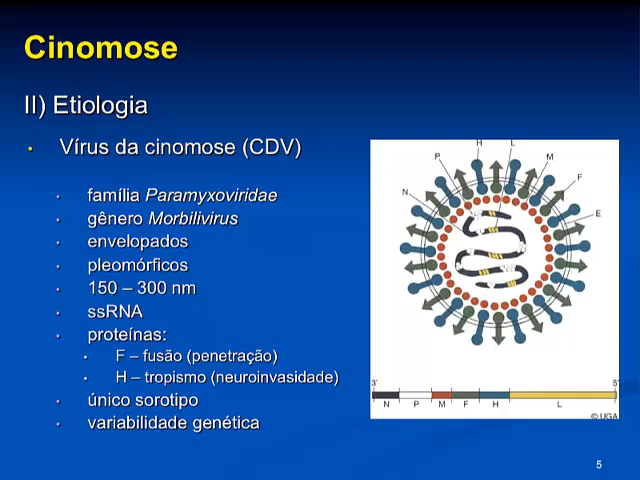 Cinomose
II) Etiologia
• Vírus da cinomose (CDV)
• família Paramyxoviridae
• gênero Morbilivirus
• envelopados
• pleomórficos
• 150 – 300 nm
• ssRNA
• proteínas:
• F – fusão (penetração)
• H – tropismo (neuroinvasidade)
• único sorotipo
• variabilidade genética
H L
P M
F
N
E
3' 5'
N P M F H L
© UGA
5